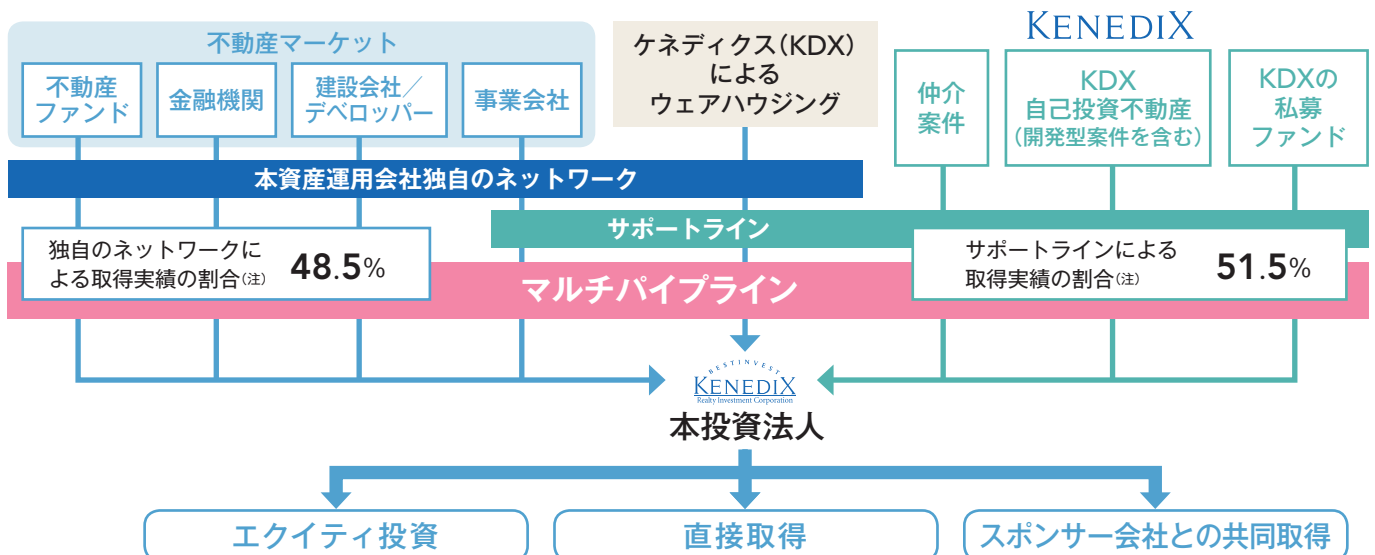 不動産マーケット
不動産
ファンド
金融機関
建設会社／
デベロッパー
事業会社
ケネディクス（KDX）
による
ウェアハウジング
KENEDIX
仲介
案件
KDX
自己投資不動産
（開発型案件を含む）
KDXの
私募
ファンド
本資産運用会社独自のネットワーク
サポートライン
独自のネットワークに
よる取得実績の割合（注） 48.5%
サポートラインによる
取得実績の割合（注） 51.5%
マルチパイプライン
BESTINVEST
KENEDIX
Realty Investment Corporation
本投資法人
エクイティ投資
直接取得
スポンサー会社との共同取得